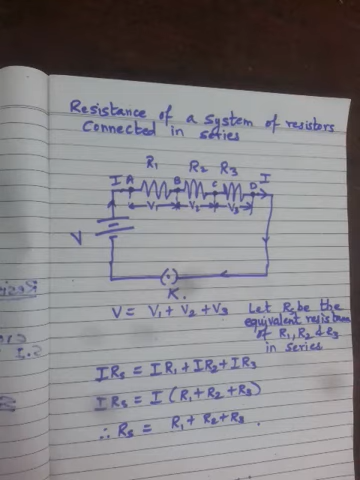 Resistance of a system of resistors
Connected in series
R1 R2 R3
I A B C D I
V1 V2 V3
V
K
V = V1 + V2 + V3
Let Rs be the
equivalent resistance
of R1, R2 & R3
in series
IRs = IR1 + IR2 + IR3
IRs = I (R1 + R2 + R3)
∴ Rs = R1 + R2 + R3 .